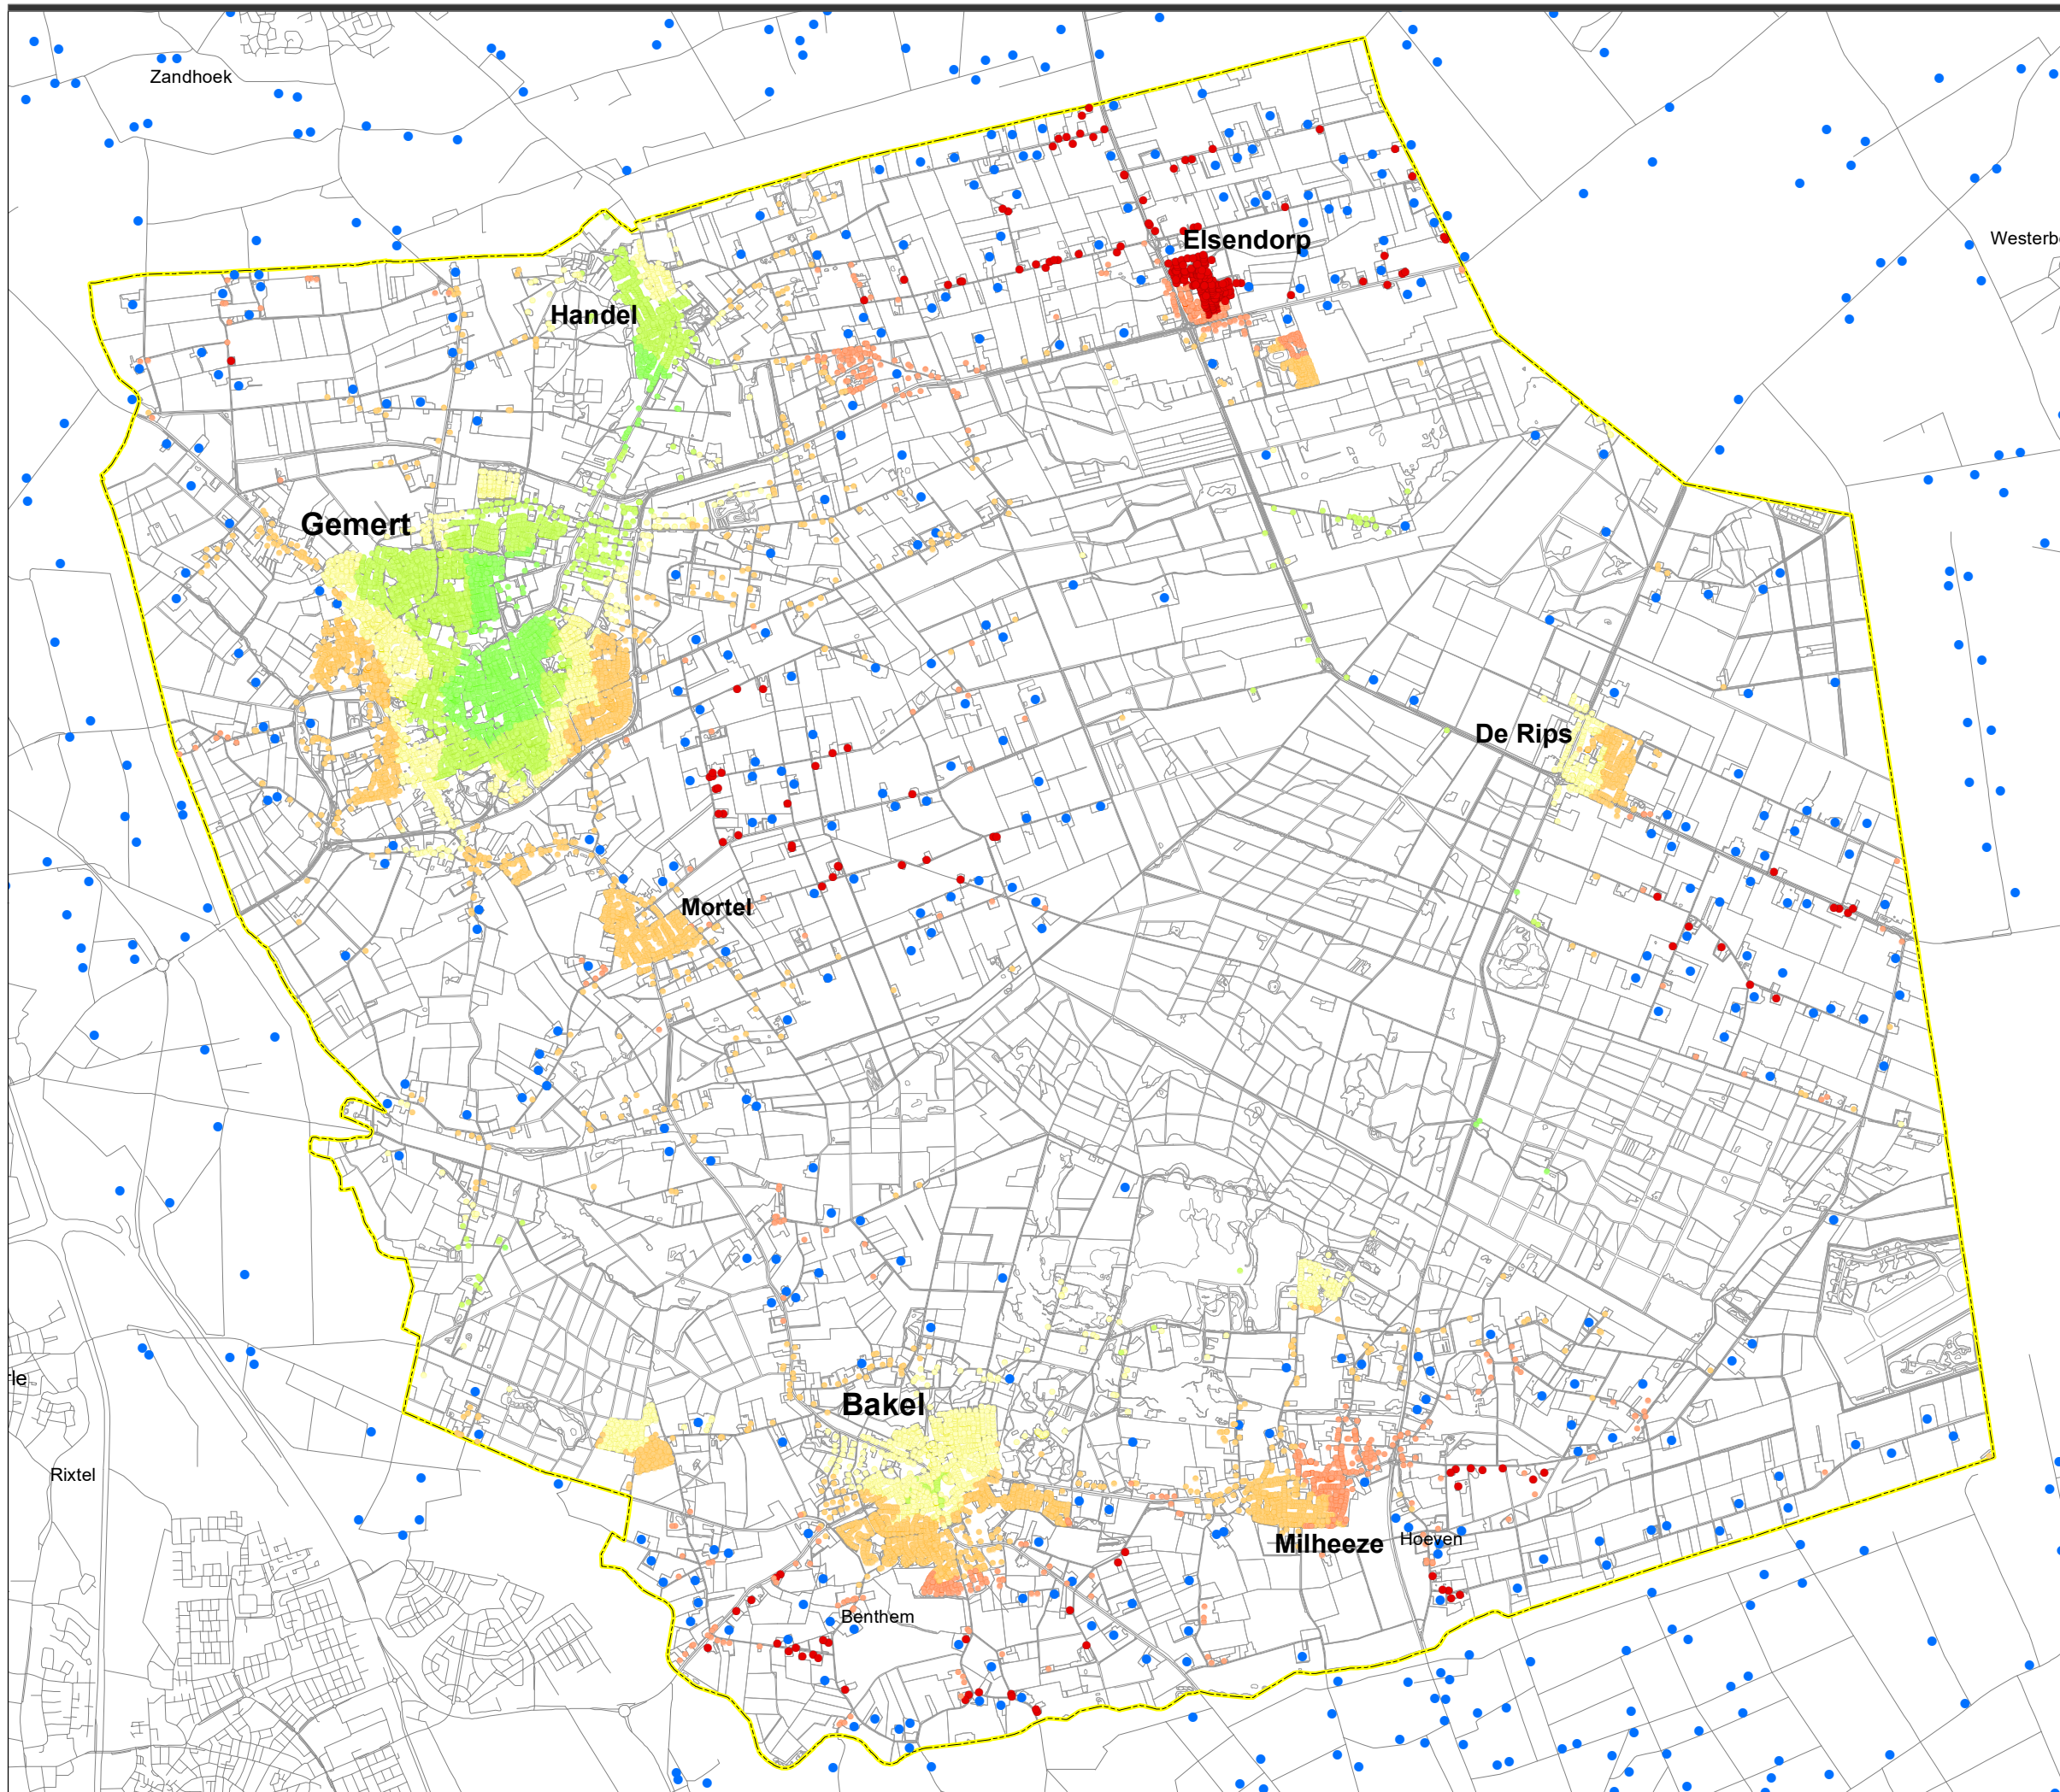 Zandhoek
Westerb
Elsendorp
Handel
Gemert
De Rips
Mortel
rle
Bakel
Rixtel
Milheeze
Hoeven
Benthem